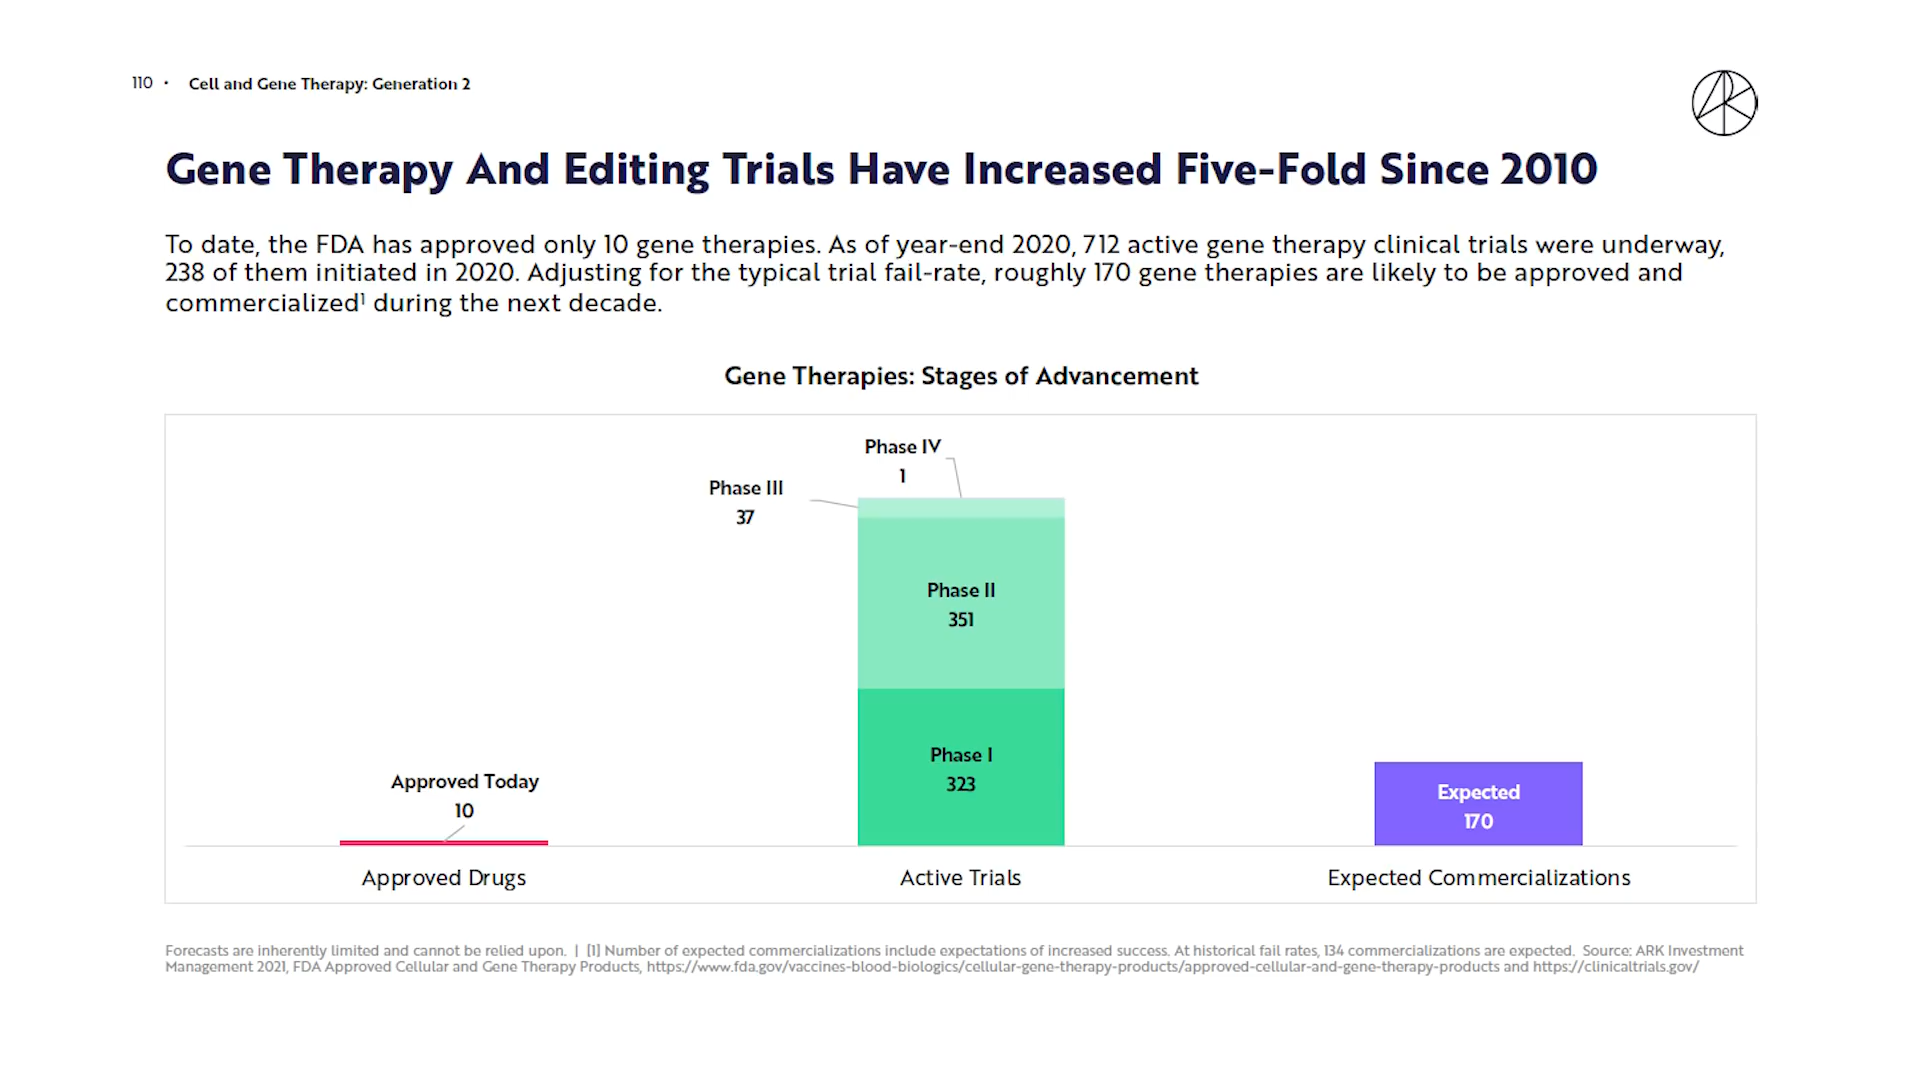 110 • Cell and Gene Therapy: Generation 2
Gene Therapy And Editing Trials Have Increased Five-Fold Since 2010
To date, the FDA has approved only 10 gene therapies. As of year-end 2020, 712 active gene therapy clinical trials were underway,
238 of them initiated in 2020. Adjusting for the typical trial fail-rate, roughly 170 gene therapies are likely to be approved and
commercialized¹ during the next decade.
Gene Therapies: Stages of Advancement
Phase IV
1
Phase III
37
Phase II
351
Phase I
323
Approved Today
10
Expected
170
Approved Drugs
Active Trials
Expected Commercializations
Forecasts are inherently limited and cannot be relied upon. | [1] Number of expected commercializations include expectations of increased success. At historical fail rates, 134 commercializations are expected. Source: ARK Investment
Management 2021, FDA Approved Cellular and Gene Therapy Products, https://www.fda.gov/vaccines-blood-biologics/cellular-gene-therapy-products/approved-cellular-and-gene-therapy-products and https://clinicaltrials.gov/